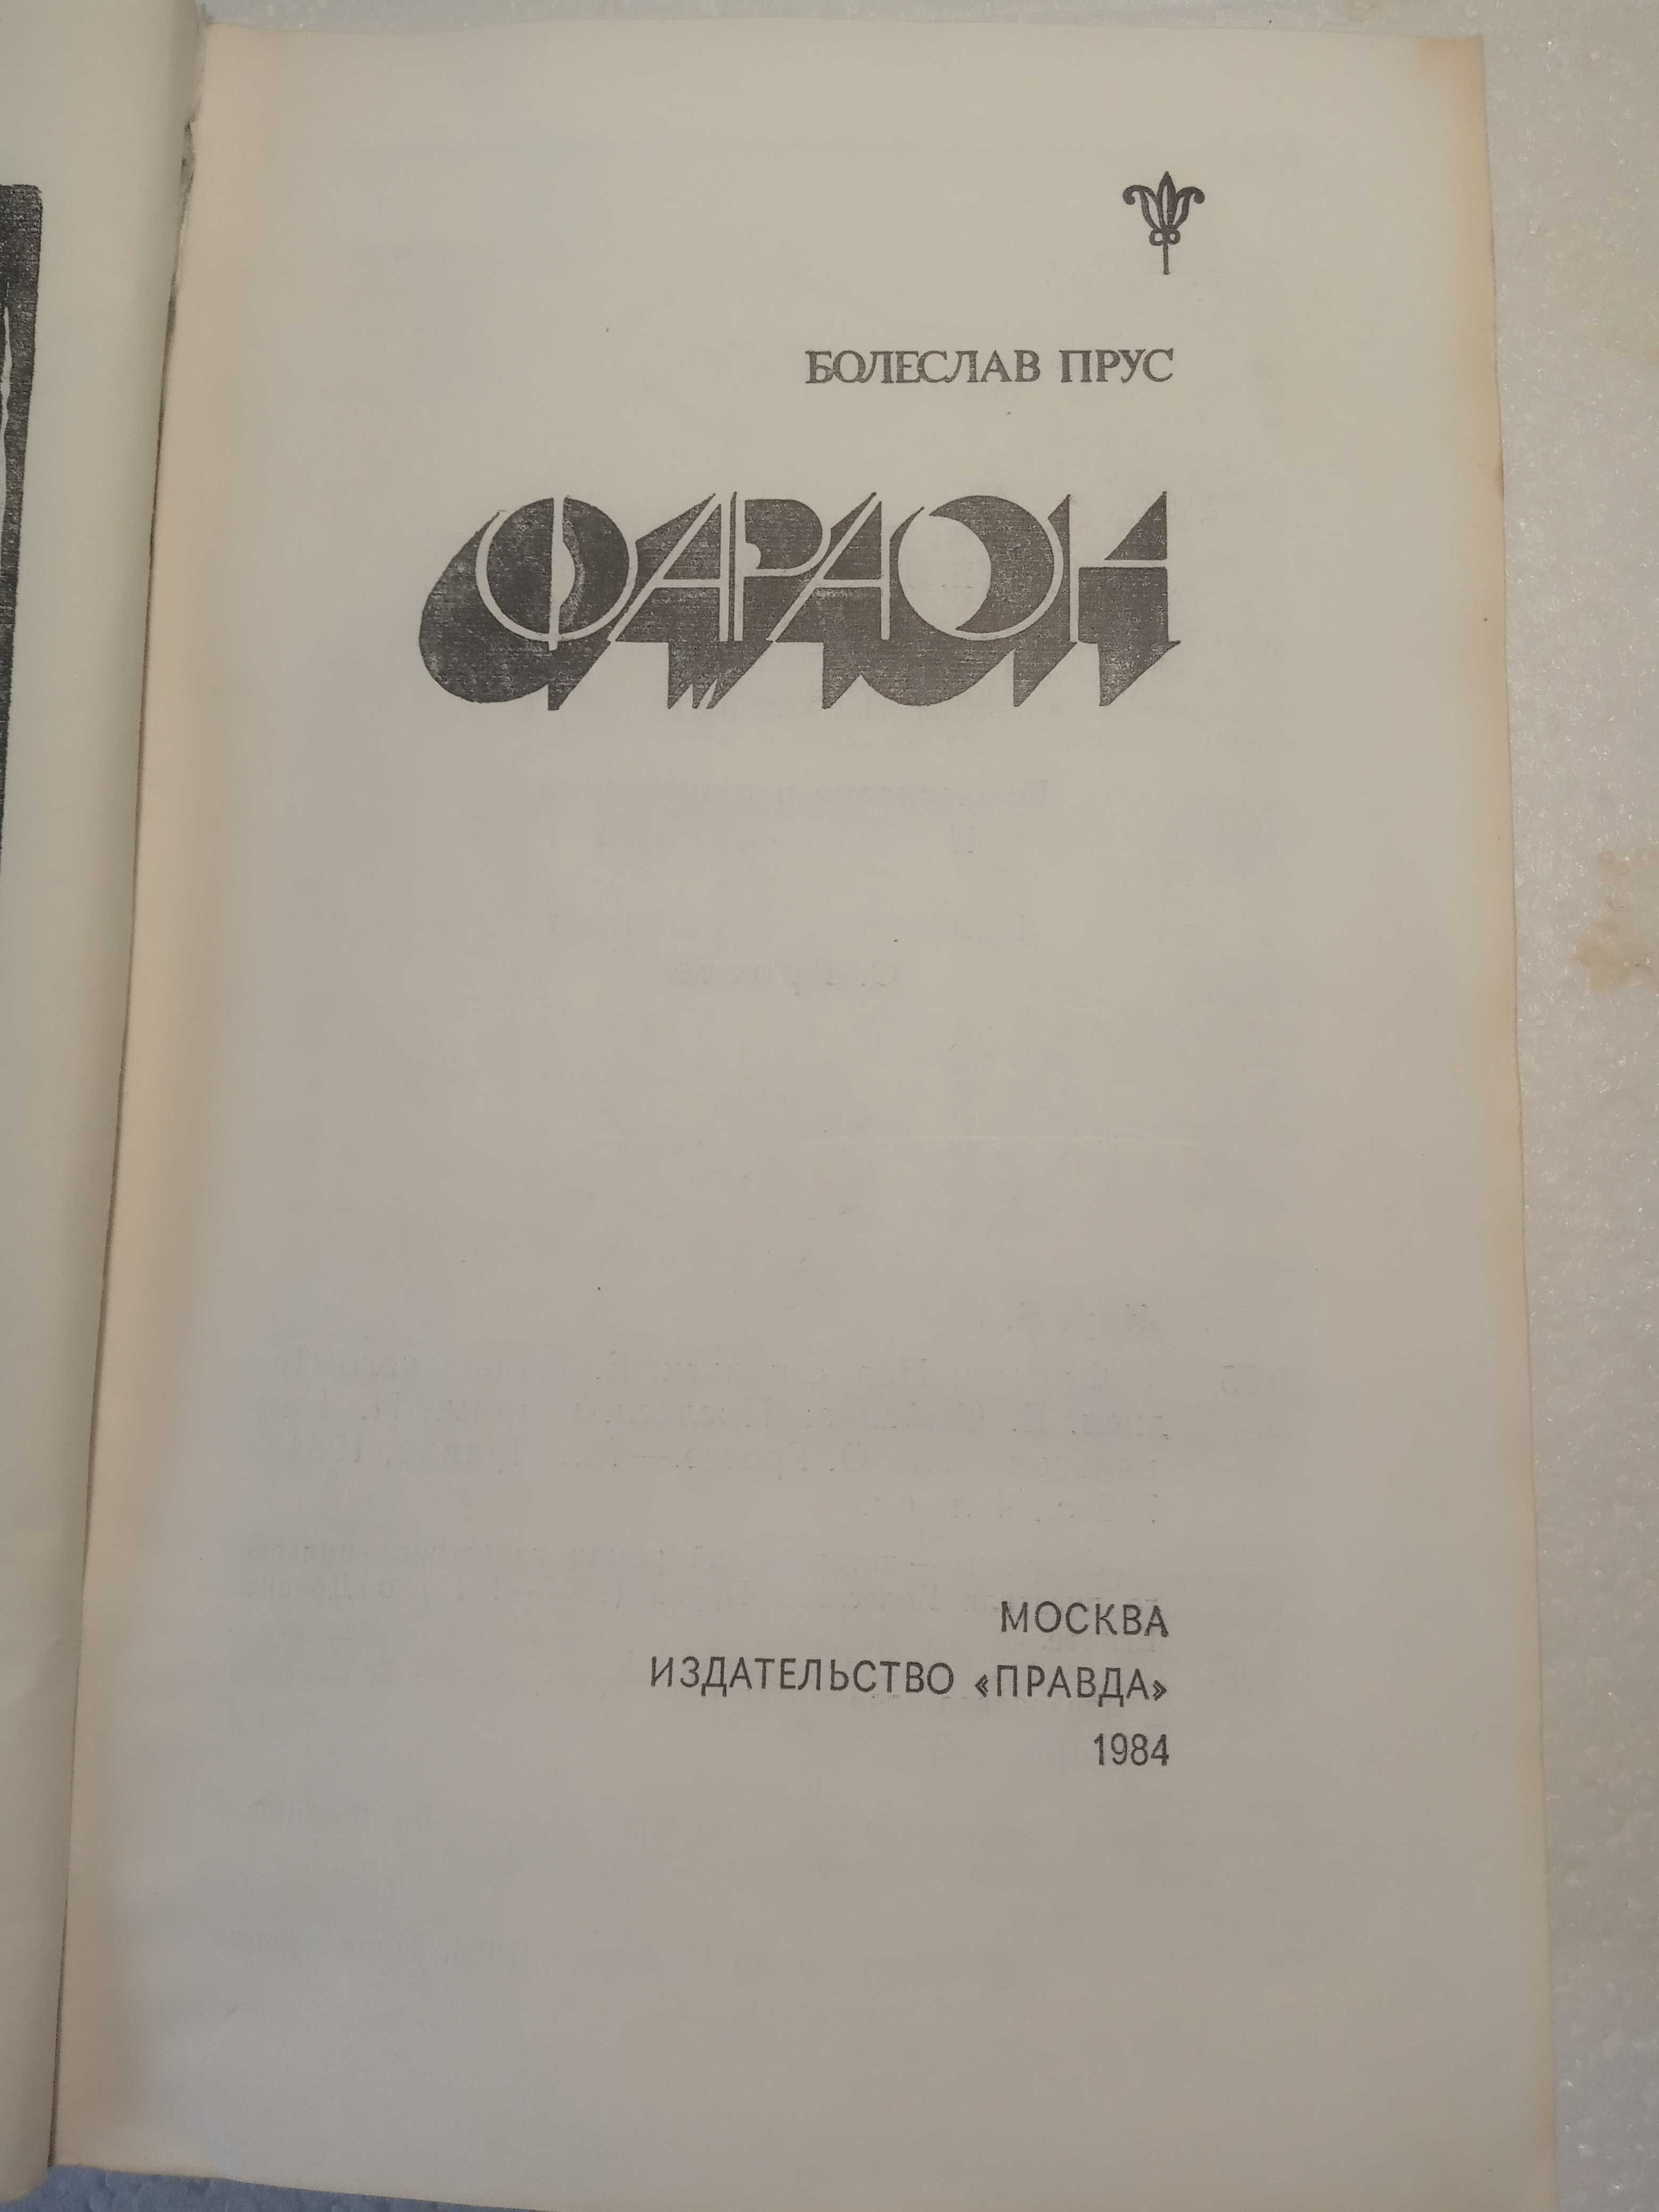 БОЛЕСЛАВ ПРУС
ФАРАОН
МОСКВА
ИЗДАТЕЛЬСТВО «ПРАВДА»
1984